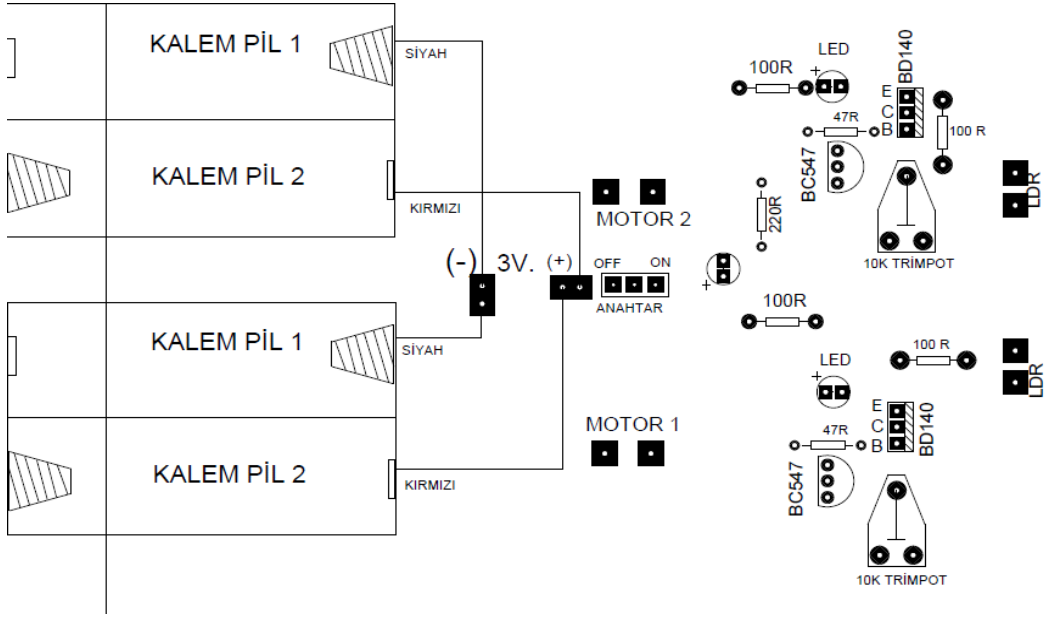 KALEM PİL 1
SİYAH
KALEM PİL 2
KIRMIZI
(-) 3V. (+)
MOTOR 2
OFF ON
ANAHTAR
KALEM PİL 1
SİYAH
KALEM PİL 2
KIRMIZI
MOTOR 1
LED
+
100R
BD140
E
C
B
47R
100 R
BC547
LDR
220R
10K TRİMPOT
+
100R
100 R
LED
+
LDR
E
C
B
BD140
47R
BC547
10K TRİMPOT